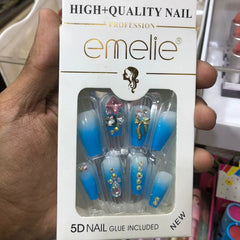 HIGH+QUALITY NAIL
PROFESSION
emelie®
5D NAIL GLUE INCLUDED
NEW